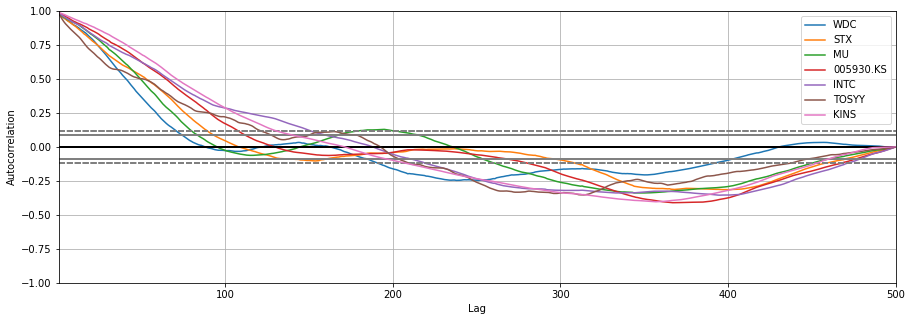 1.00
0.75
0.50
0.25
0.00
−0.25
−0.50
−0.75
−1.00
Autocorrelation
100
200
300
400
500
Lag
WDC
STX
MU
005930.KS
INTC
TOSYY
KINS